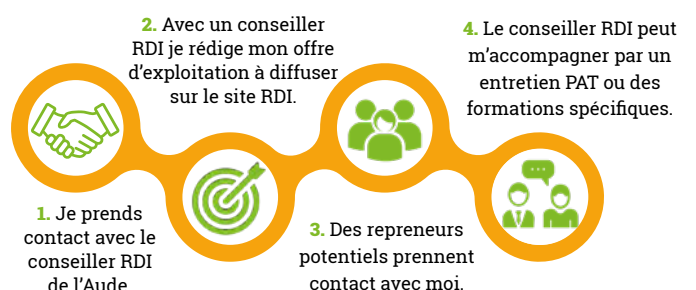 1. Je prends
contact avec le
conseiller RDI
de l'Aude
2. Avec un conseiller
RDI je rédige mon offre
d'exploitation à diffuser
sur le site RDI.
3. Des repreneurs
potentiels prennent
contact avec moi.
4. Le conseiller RDI peut
m'accompagner par un
entretien PAT ou des
formations spécifiques.